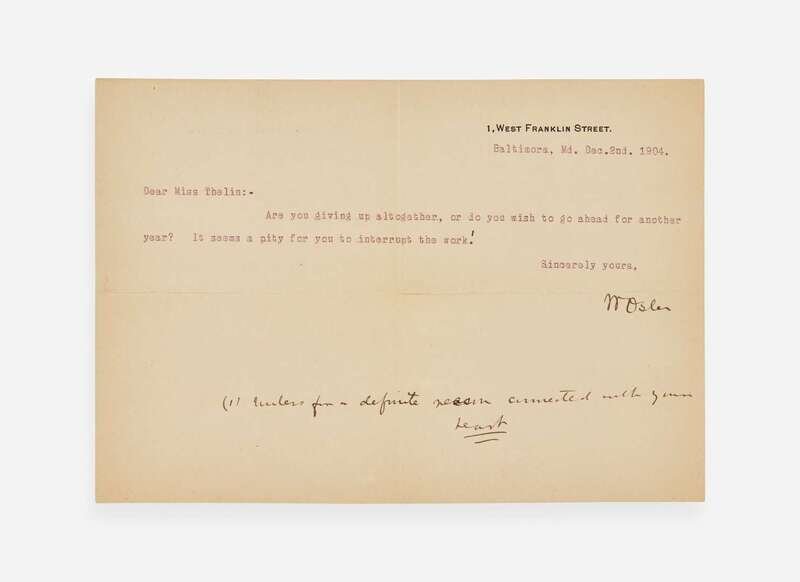 1, WEST FRANKLIN STREET.
Baltimora, Md. Dec.2nd. 1904.
Dear Miss Thelin:-
Are you giving up altogether, or do you wish to go ahead for another
year? It seems a pity for you to interrupt the work!
Sincerely yours,
W Osler
(1) Unless for a definite reason connected with your
heart